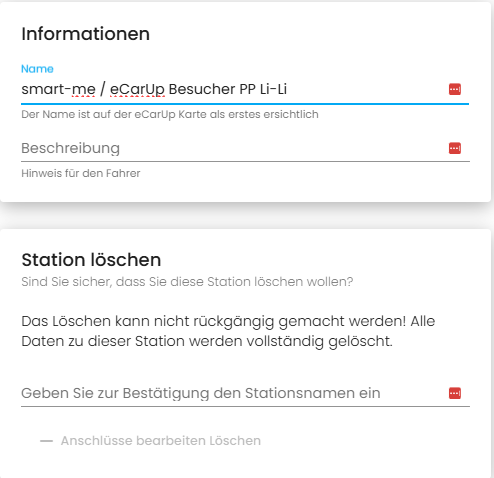 Informationen
Name
smart-me / eCarUp Besucher PP Li-Li
Der Name ist auf der eCarUp Karte als erstes ersichtlich
Beschreibung
Hinweis für den Fahrer
Station löschen
Sind Sie sicher, dass Sie diese Station löschen wollen?
Das Löschen kann nicht rückgängig gemacht werden! Alle
Daten zu dieser Station werden vollständig gelöscht.
Geben Sie zur Bestätigung den Stationsnamen ein
— Anschlüsse bearbeiten Löschen